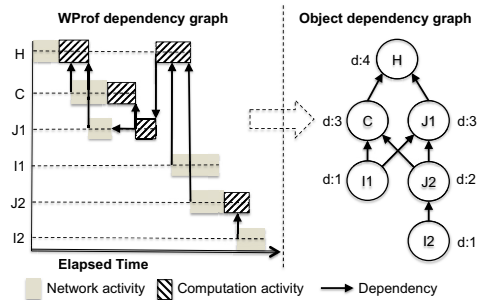 WProf dependency graph
Object dependency graph
H
C
J1
I1
J2
I2
Elapsed Time
d:4 H
d:3 C J1 d:3
d:1 I1 J2 d:2
I2 d:1
Network activity Computation activity Dependency